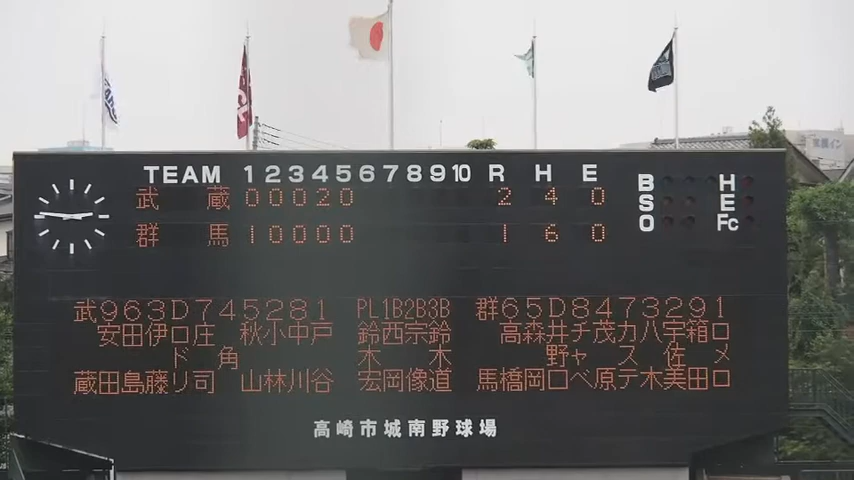 TEAM 1 2 3 4 5 6 7 8 9 10 R H E
武 蔵 0 0 0 2 0 2 4 0
群 馬 1 0 0 0 0 1 6 0
B H
S E
O Fc
武963D745281 PL1B2B3B 群65D8473291
安田伊ロ庄 秋小中戸 鈴西宗鈴 高森井チ茂カ八宇箱ロ
ド 角 木 木 野ャ ス 佐 メ
蔵田島藤リ司 山林川谷 宏岡像道 馬橋岡ロベ原テ木美田ロ
高崎市城南野球場